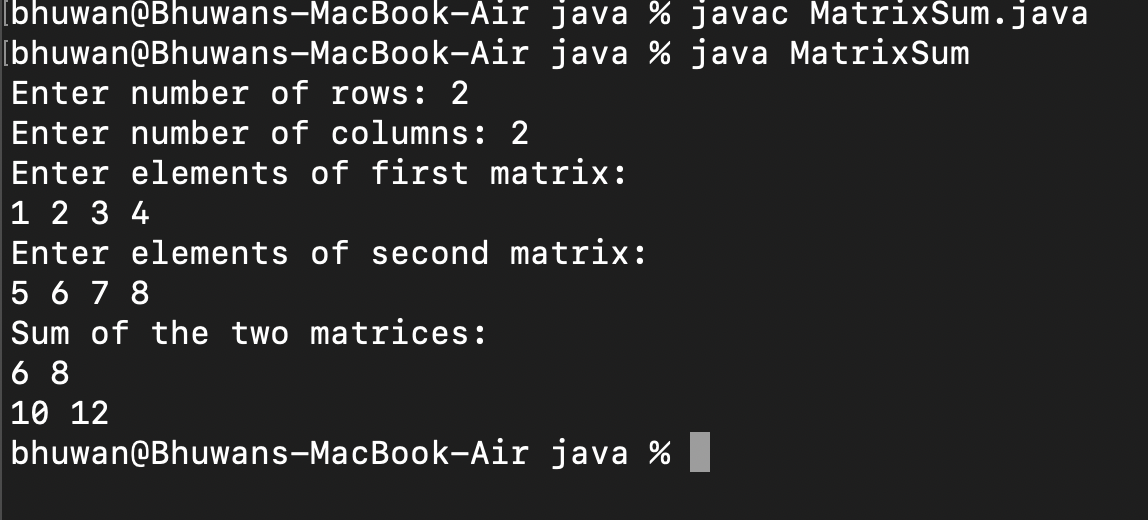 [bhuwan@Bhuwans-MacBook-Air java % javac MatrixSum.java
[bhuwan@Bhuwans-MacBook-Air java % java MatrixSum
Enter number of rows: 2
Enter number of columns: 2
Enter elements of first matrix:
1 2 3 4
Enter elements of second matrix:
5 6 7 8
Sum of the two matrices:
6 8
10 12
bhuwan@Bhuwans-MacBook-Air java %